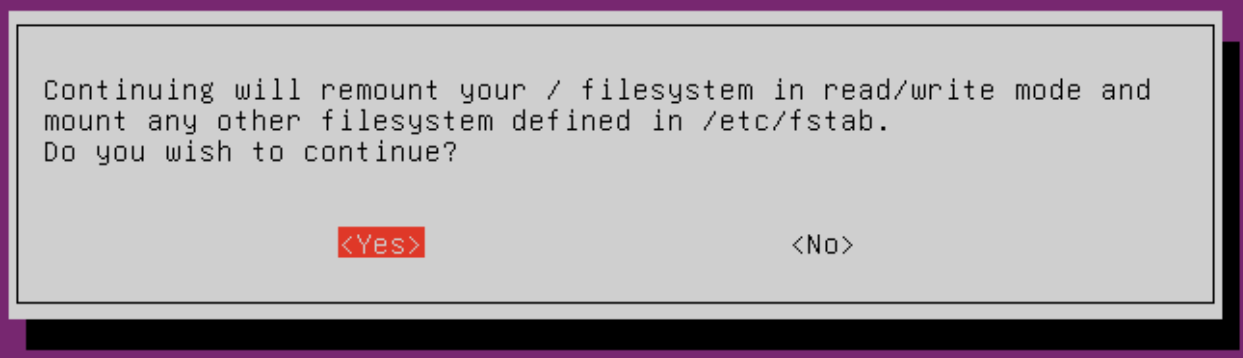 Continuing will remount your / filesystem in read/write mode and
mount any other filesystem defined in /etc/fstab.
Do you wish to continue?
<Yes> <No>